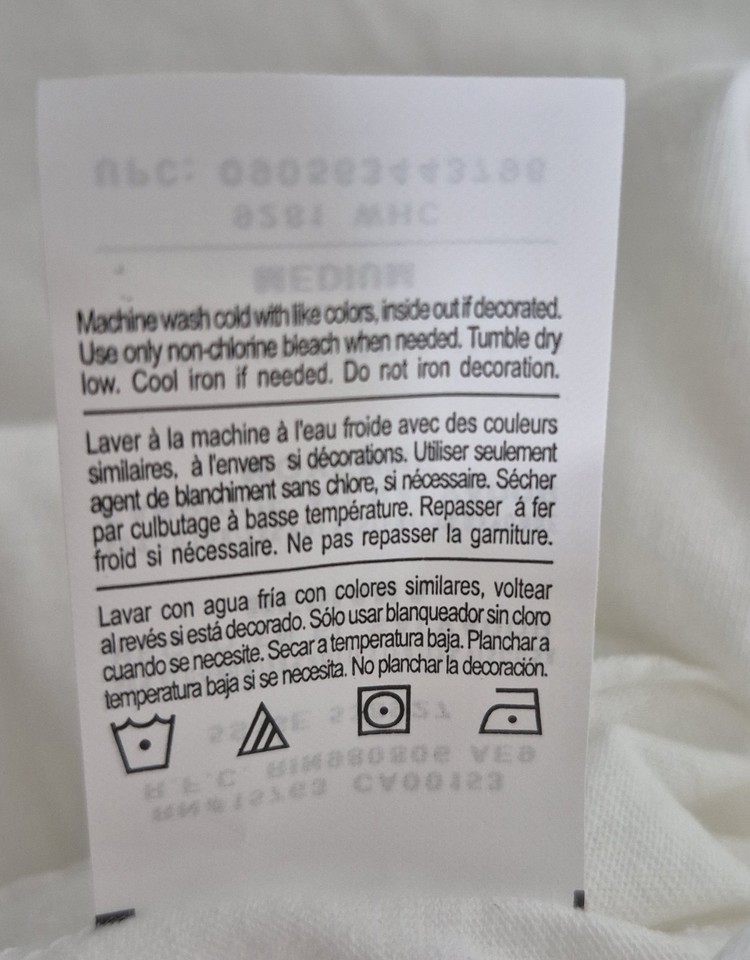 MEDIUM
Machine wash cold with like colors, inside out if decorated.
Use only non-chlorine bleach when needed. Tumble dry
low. Cool iron if needed. Do not iron decoration.
Laver à la machine à l'eau froide avec des couleurs
similaires, à l'envers si décorations. Utiliser seulement
agent de blanchiment sans chlore, si nécessaire. Sécher
par culbutage à basse température. Repasser á fer
froid si nécessaire. Ne pas repasser la garniture.
Lavar con agua fría con colores similares, voltear
al revés si está decorado. Sólo usar blanqueador sin cloro
cuando se necesite. Secar a temperatura baja. Planchar a
temperatura baja si se necesita. No planchar la decoración.